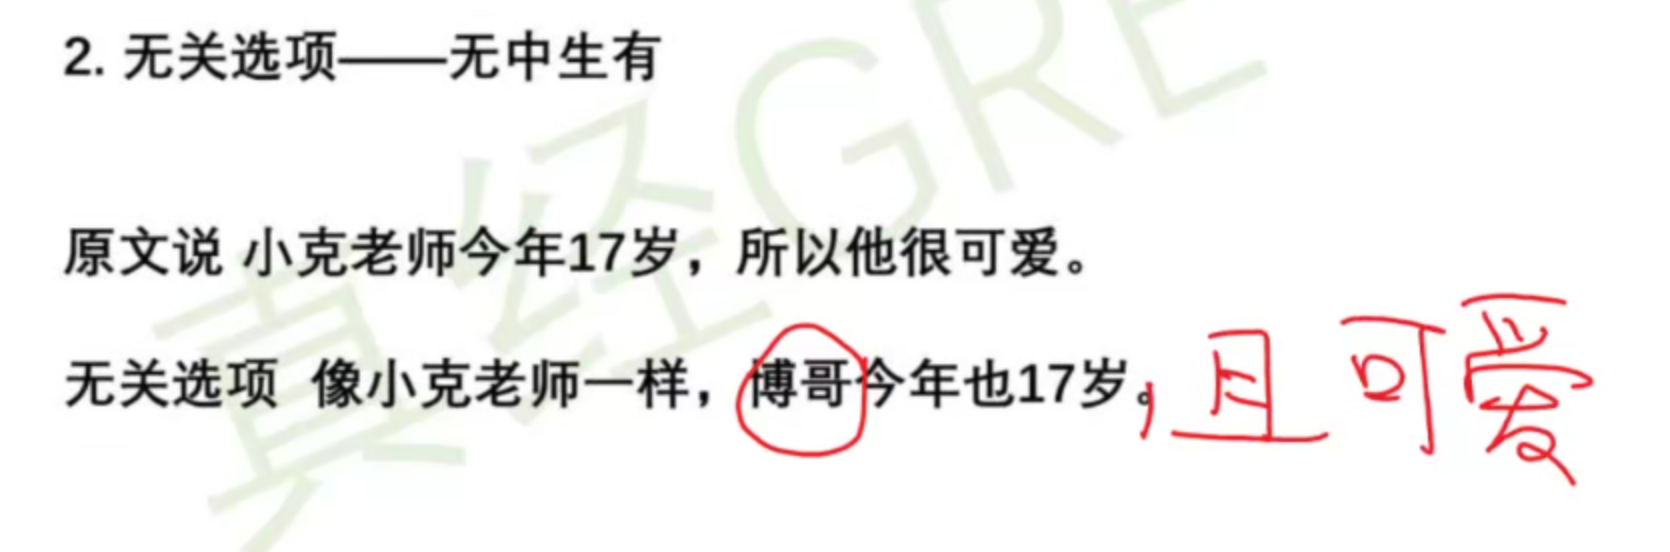 2. 无关选项——无中生有
原文说 小克老师今年17岁，所以他很可爱。
无关选项 像小克老师一样，博哥今年也17岁。，且可爱
真经GRE